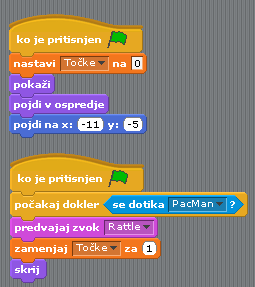 ko je pritisnjen
nastavi Točke na 0
pokaži
pojdi v ospredje
pojdi na x: -11 y: -5
ko je pritisnjen
počakaj dokler se dotika PacMan ?
predvajaj zvok Rattle
zamenjaj Točke za 1
skrij